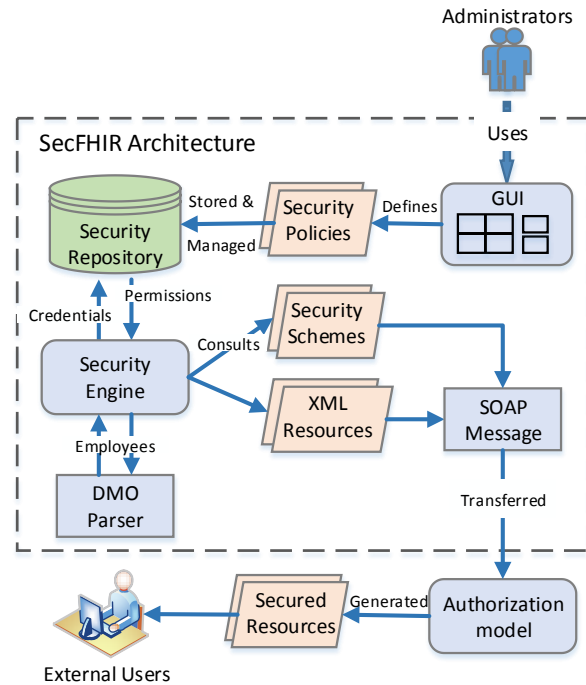 Administrators
Uses
SecFHIR Architecture
GUI
Defines
Security
Policies
Stored &
Managed
Security
Repository
Credentials
Permissions
Security
Engine
Consults
Security
Schemes
XML
Resources
SOAP
Message
Employees
DMO
Parser
Transferred
Authorization
model
Generated
Secured
Resources
External Users